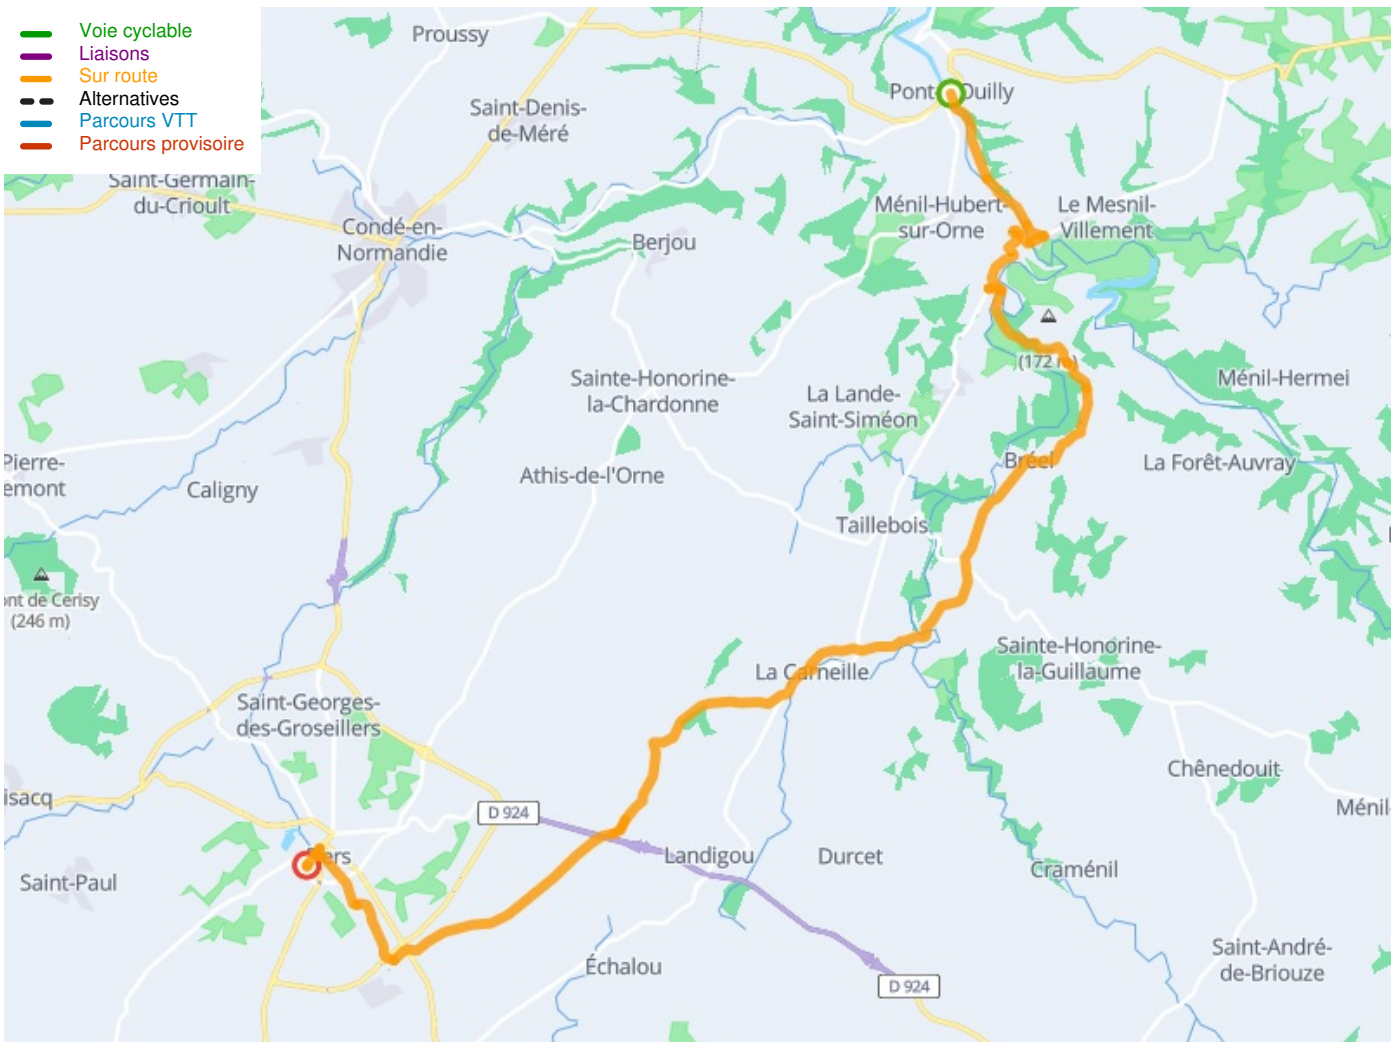 Voie cyclable
Liaisons
Sur route
Alternatives
Parcours VTT
Parcours provisoire
Proussy
Saint-Denis-
de-Méré
Pont-
Ouilly
Saint-Germain-
du-Crioult
Condé-en-
Normandie
Berjou
Ménil-Hubert-
sur-Orne
Le Mesnil-
Villement
(172 m)
Sainte-Honorine-
la-Chardonne
La Lande-
Saint-Siméon
Ménil-Hermei
Pierre-
emont
Caligny
Athis-de-l'Orne
Bréel
La Forêt-Auvray
Taillebois
ont de Cerisy
(246 m)
Sainte-Honorine-
la-Guillaume
La Carneille
Saint-Georges-
des-Groseillers
Chênedouit
isacq
Ménil-
D 924
Flers
Landigou
Durcet
Saint-Paul
Craménil
Échalou
Saint-André-
de-Briouze
D 924